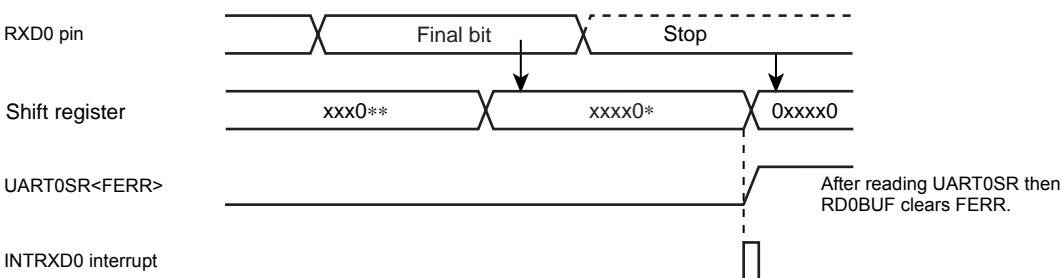 RXD0 pin
Final bit
Stop
Shift register
xxx0**
xxxx0*
0xxxx0
UART0SR<FERR>
After reading UART0SR then
RD0BUF clears FERR.
INTRXD0 interrupt